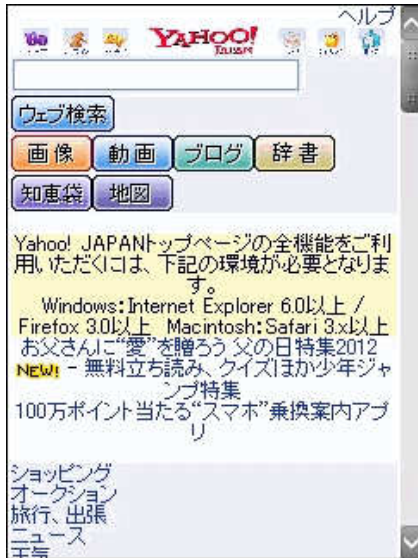 ヘルプ
YAHOO!
JAPAN
ウェブ検索
画像 動画 ブログ 辞書
知恵袋 地図
Yahoo! JAPANトップページの全機能をご利
用いただくには、下記の環境が必要となりま
す。
Windows:Internet Explorer 6.0以上 /
Firefox 3.0以上 Macintosh:Safari 3.x以上
お父さんに“愛”を贈ろう 父の日特集2012
NEW! - 無料立ち読み、クイズほか少年ジャ
ンプ特集
100万ポイント当たる“スマホ”乗換案内アプ
リ
ショッピング
オークション
旅行、出張
ニュース
天気